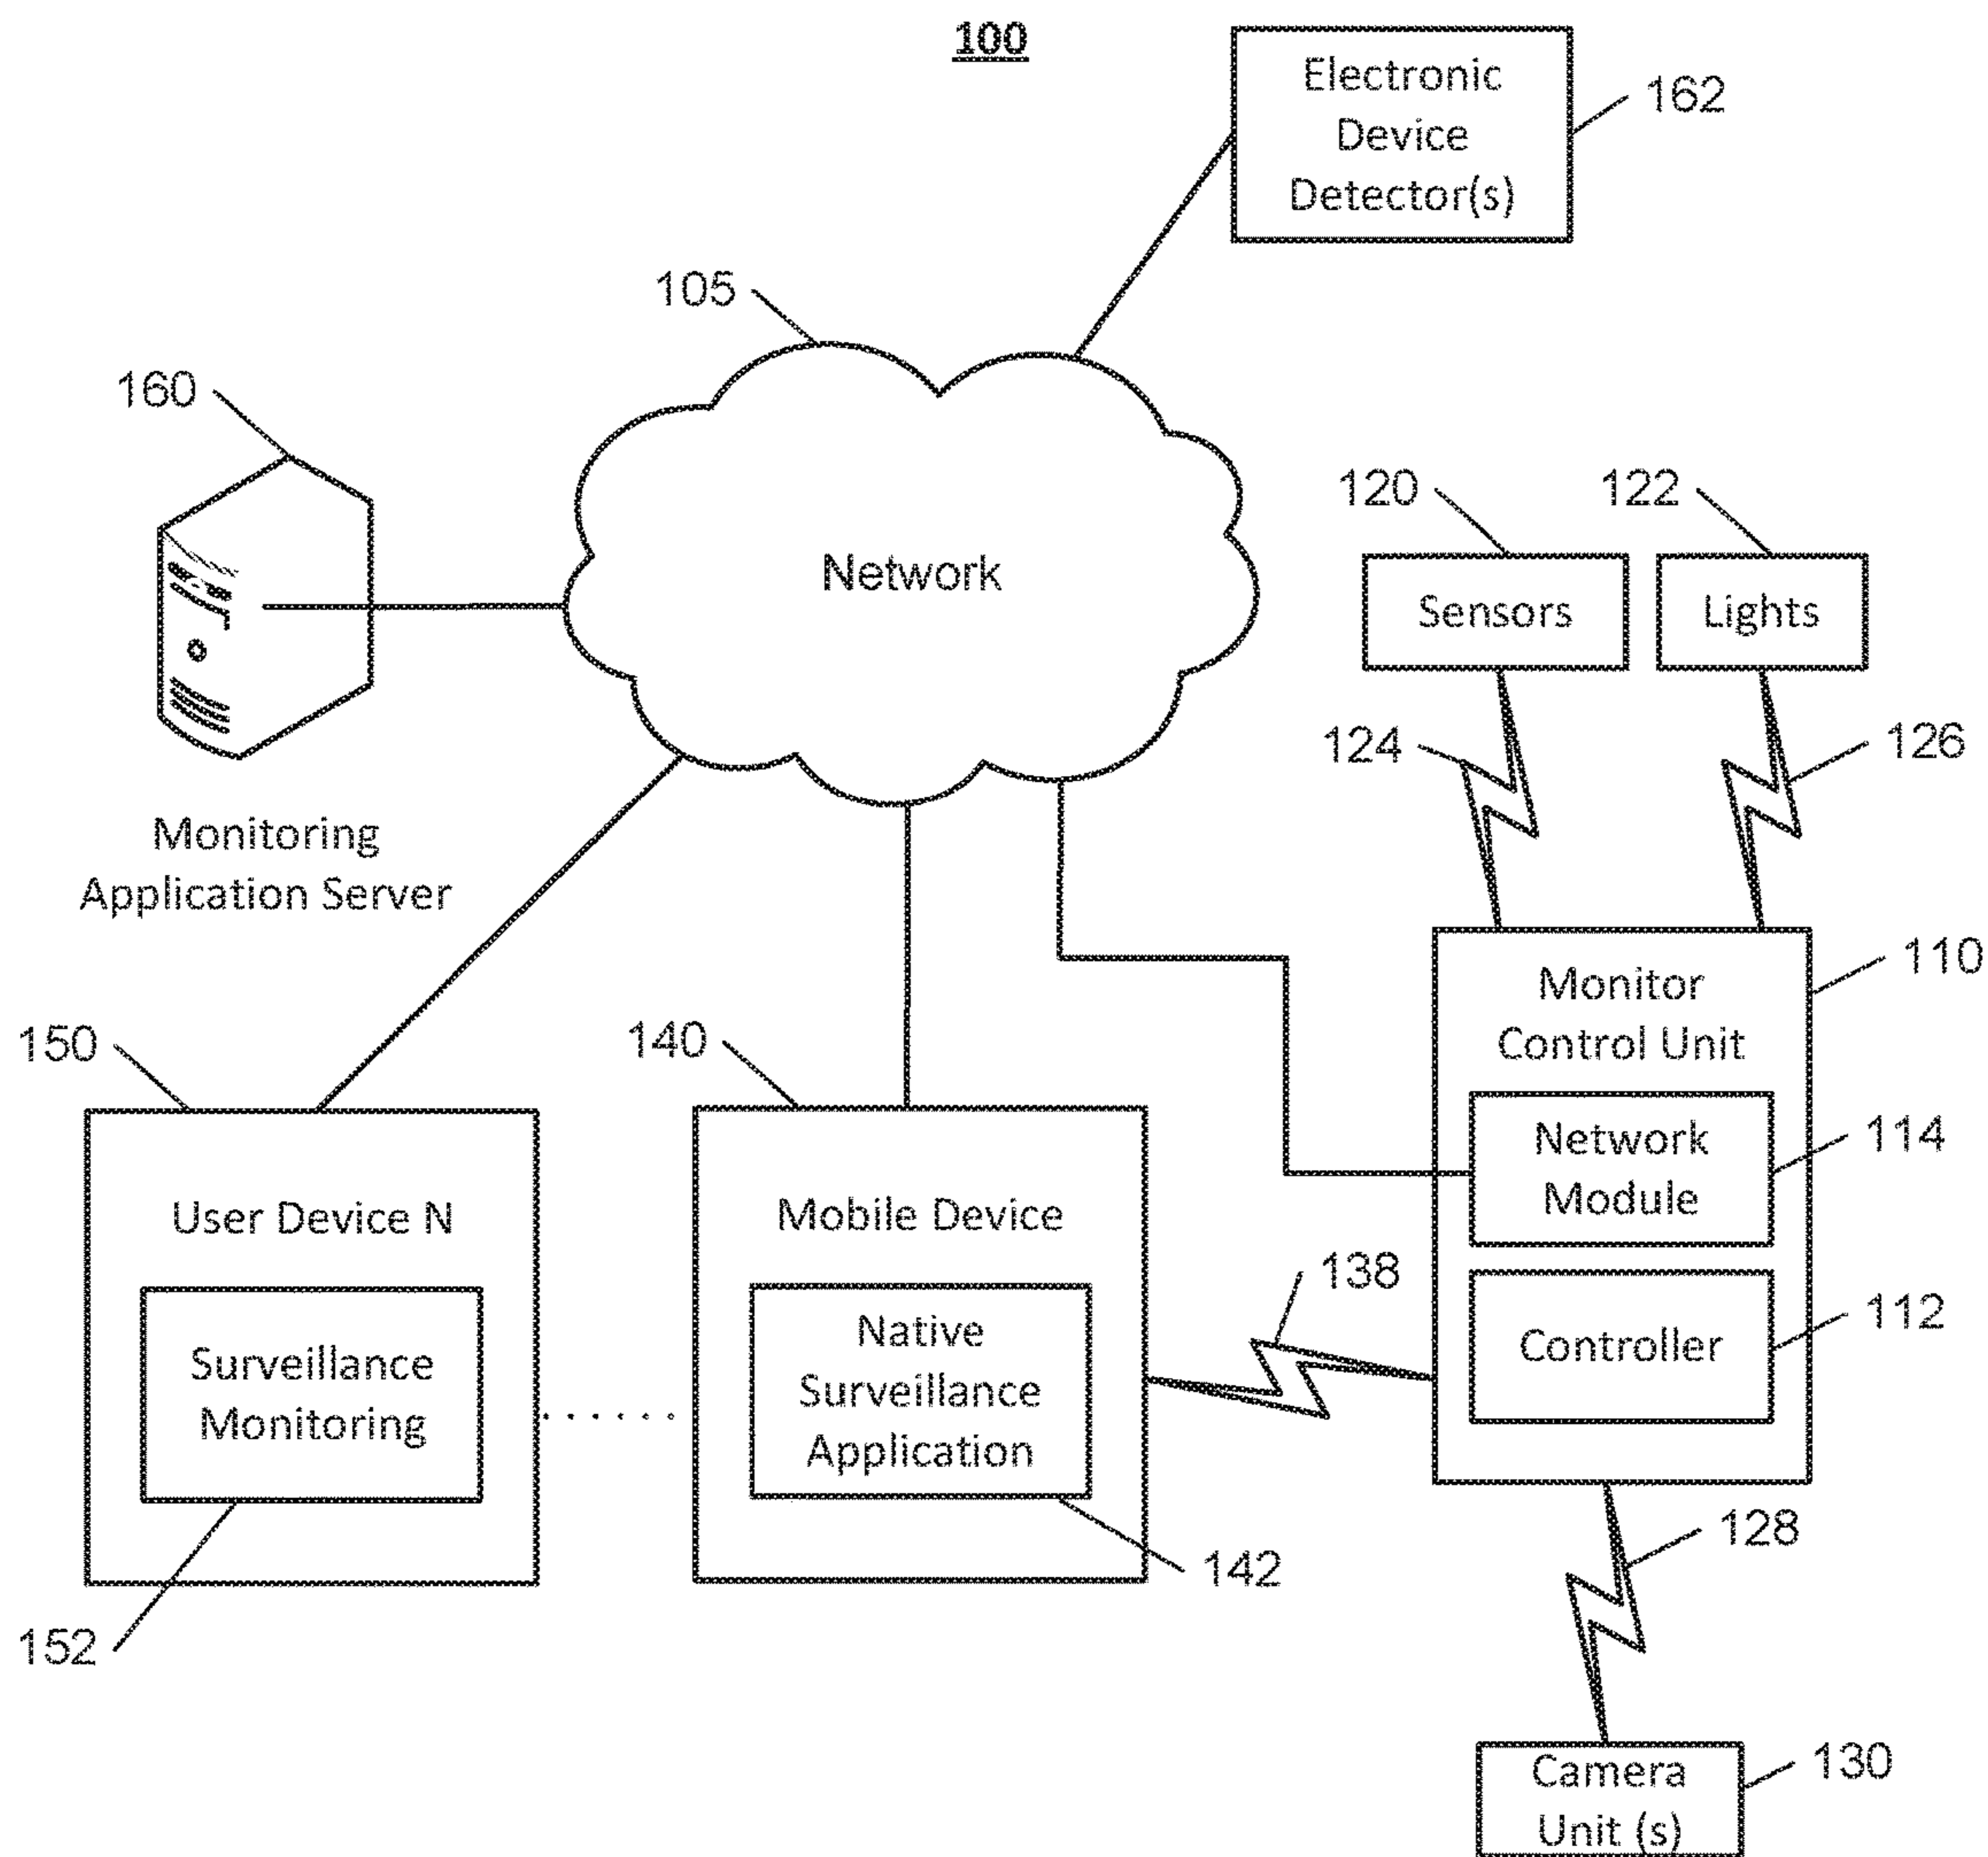 100
Electronic
Device
Detector(s)
162
105
160
Network
120
122
Sensors
Lights
124
126
Monitoring
Application Server
110
Monitor
Control Unit
150
140
Network
Module
114
User Device N
Mobile Device
138
112
Controller
Surveillance
Monitoring
Native
Surveillance
Application
128
142
152
Camera
Unit (s)
130